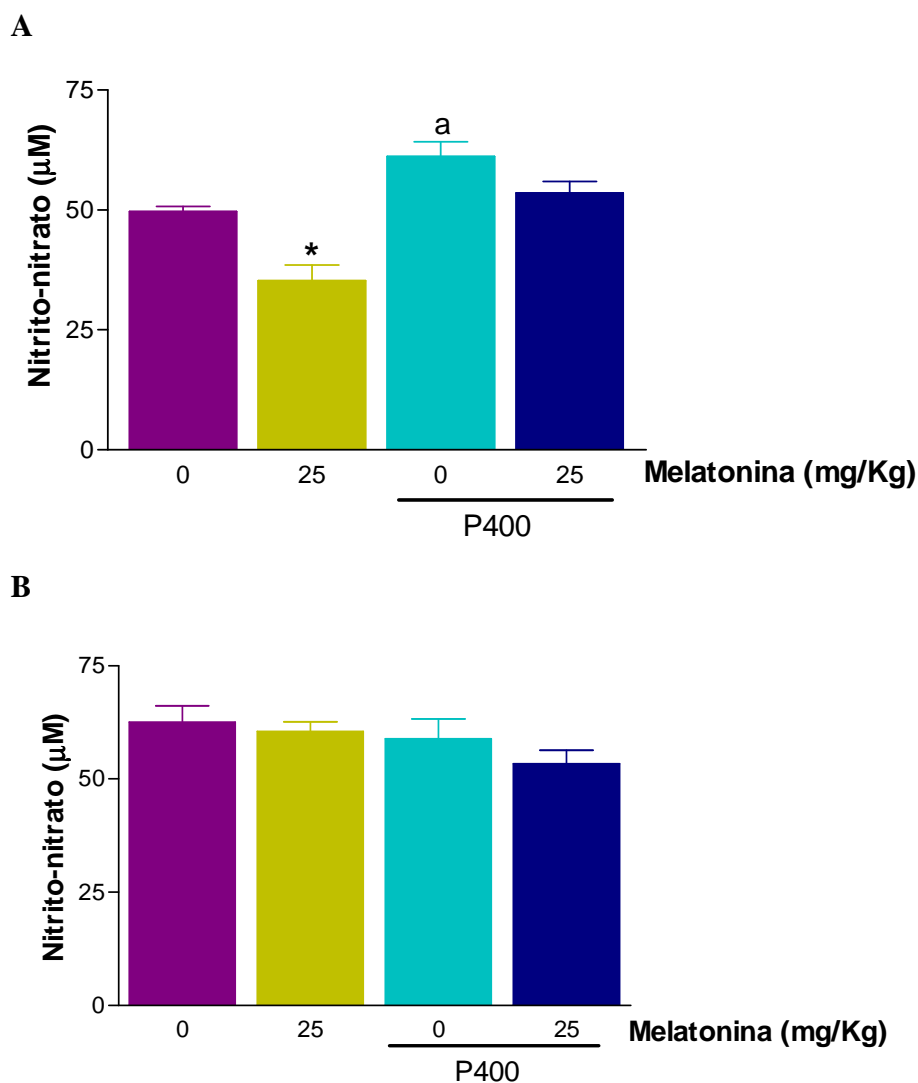 A
Nitrito-nitrato (μM)
75
50
25
0
a
*
0 25 0 25 Melatonina (mg/Kg)
P400
B
Nitrito-nitrato (μM)
75
50
25
0
0 25 0 25 Melatonina (mg/Kg)
P400